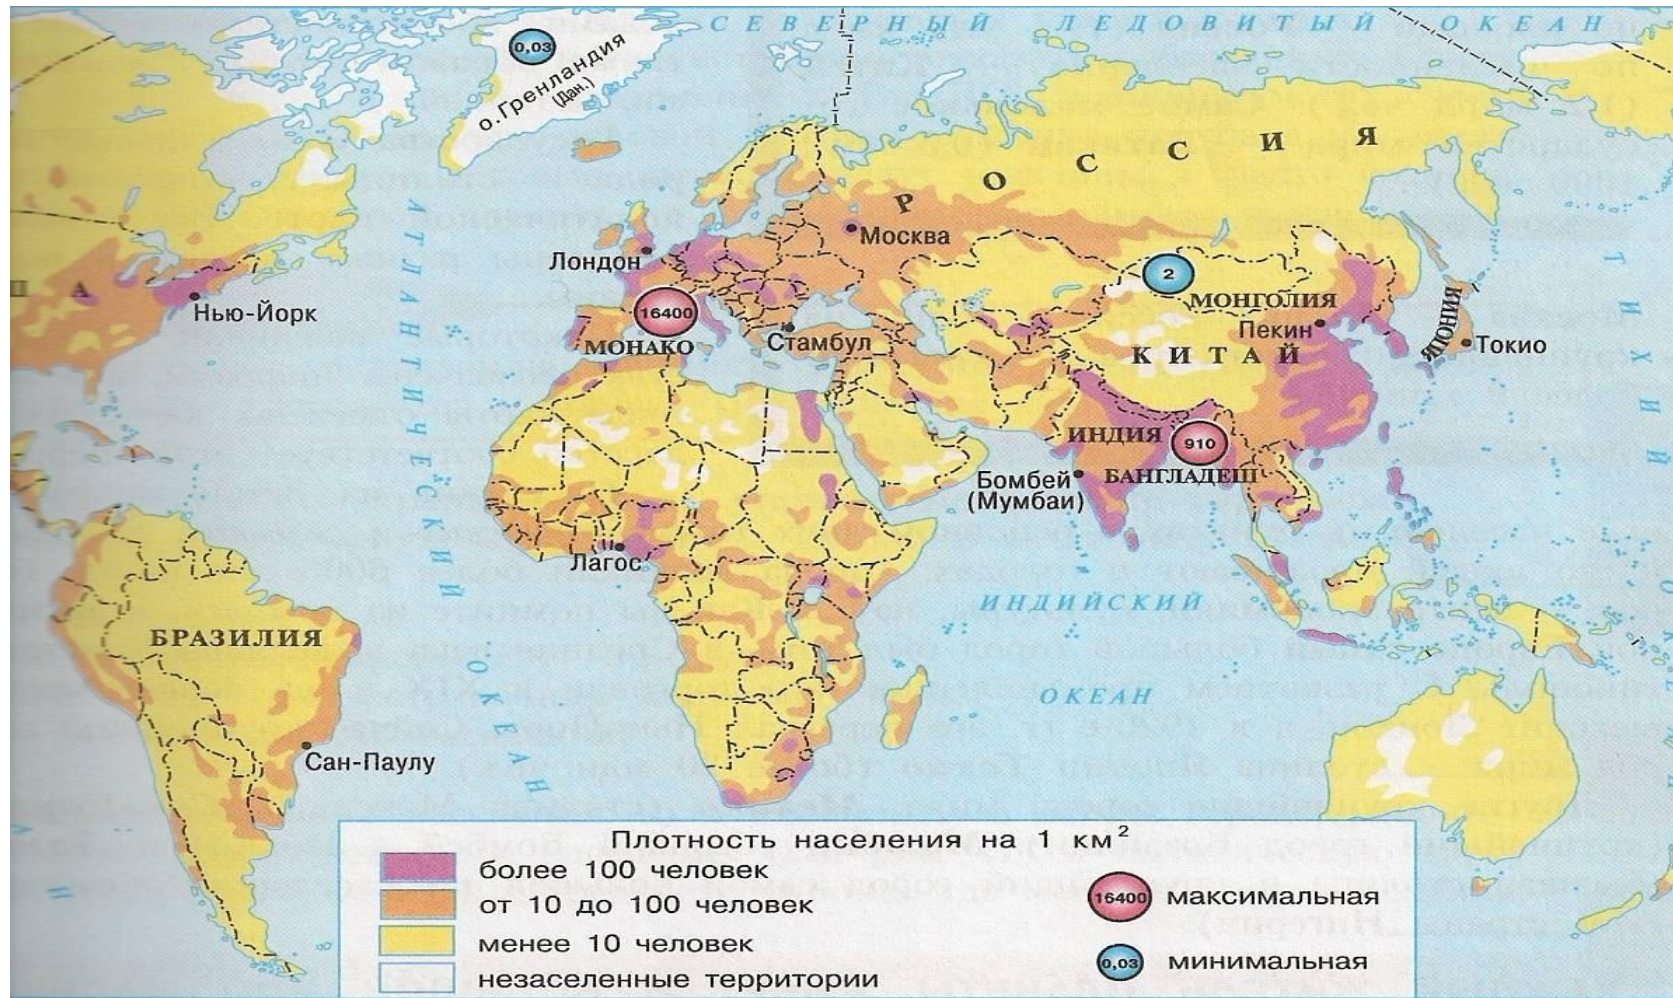 СЕВЕРНЫЙ ЛЕДОВИТЫЙ ОКЕАН
0,03
о. Гренландия
(Дан.)
РОССИЯ
АТЛАНТИЧЕСКИЙ ОКЕАН
ТИХИЙ
Москва
Лондон
ША
Нью-Йорк
16400
МОНАКО
Стамбул
2
МОНГОЛИЯ
Пекин
КИТАЙ
ЯПОНИЯ
Токио
ИНДИЯ
910
БАНГЛАДЕШ
Бомбей
(Мумбаи)
Лагос
ИНДИЙСКИЙ
ОКЕАН
БРАЗИЛИЯ
Сан-Паулу
Плотность населения на 1 км²
более 100 человек
от 10 до 100 человек
менее 10 человек
незаселенные территории
16400 максимальная
0,03 минимальная